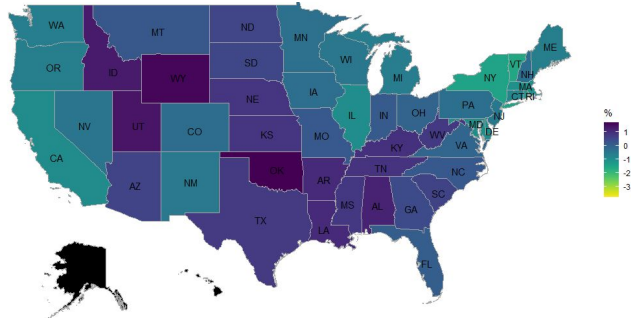 WA
MT
ND
MN
ME
VT
NH
OR
ID
SD
WI
NY
MA
WY
MI
CT RI
IA
NE
PA
NJ
NV
UT
CO
IL
IN
OH
MD
DE
CA
KS
MO
KY
WV
VA
AZ
NM
OK
AR
TN
NC
TX
LA
MS
AL
GA
SC
FL
%
1
0
-1
-2
-3